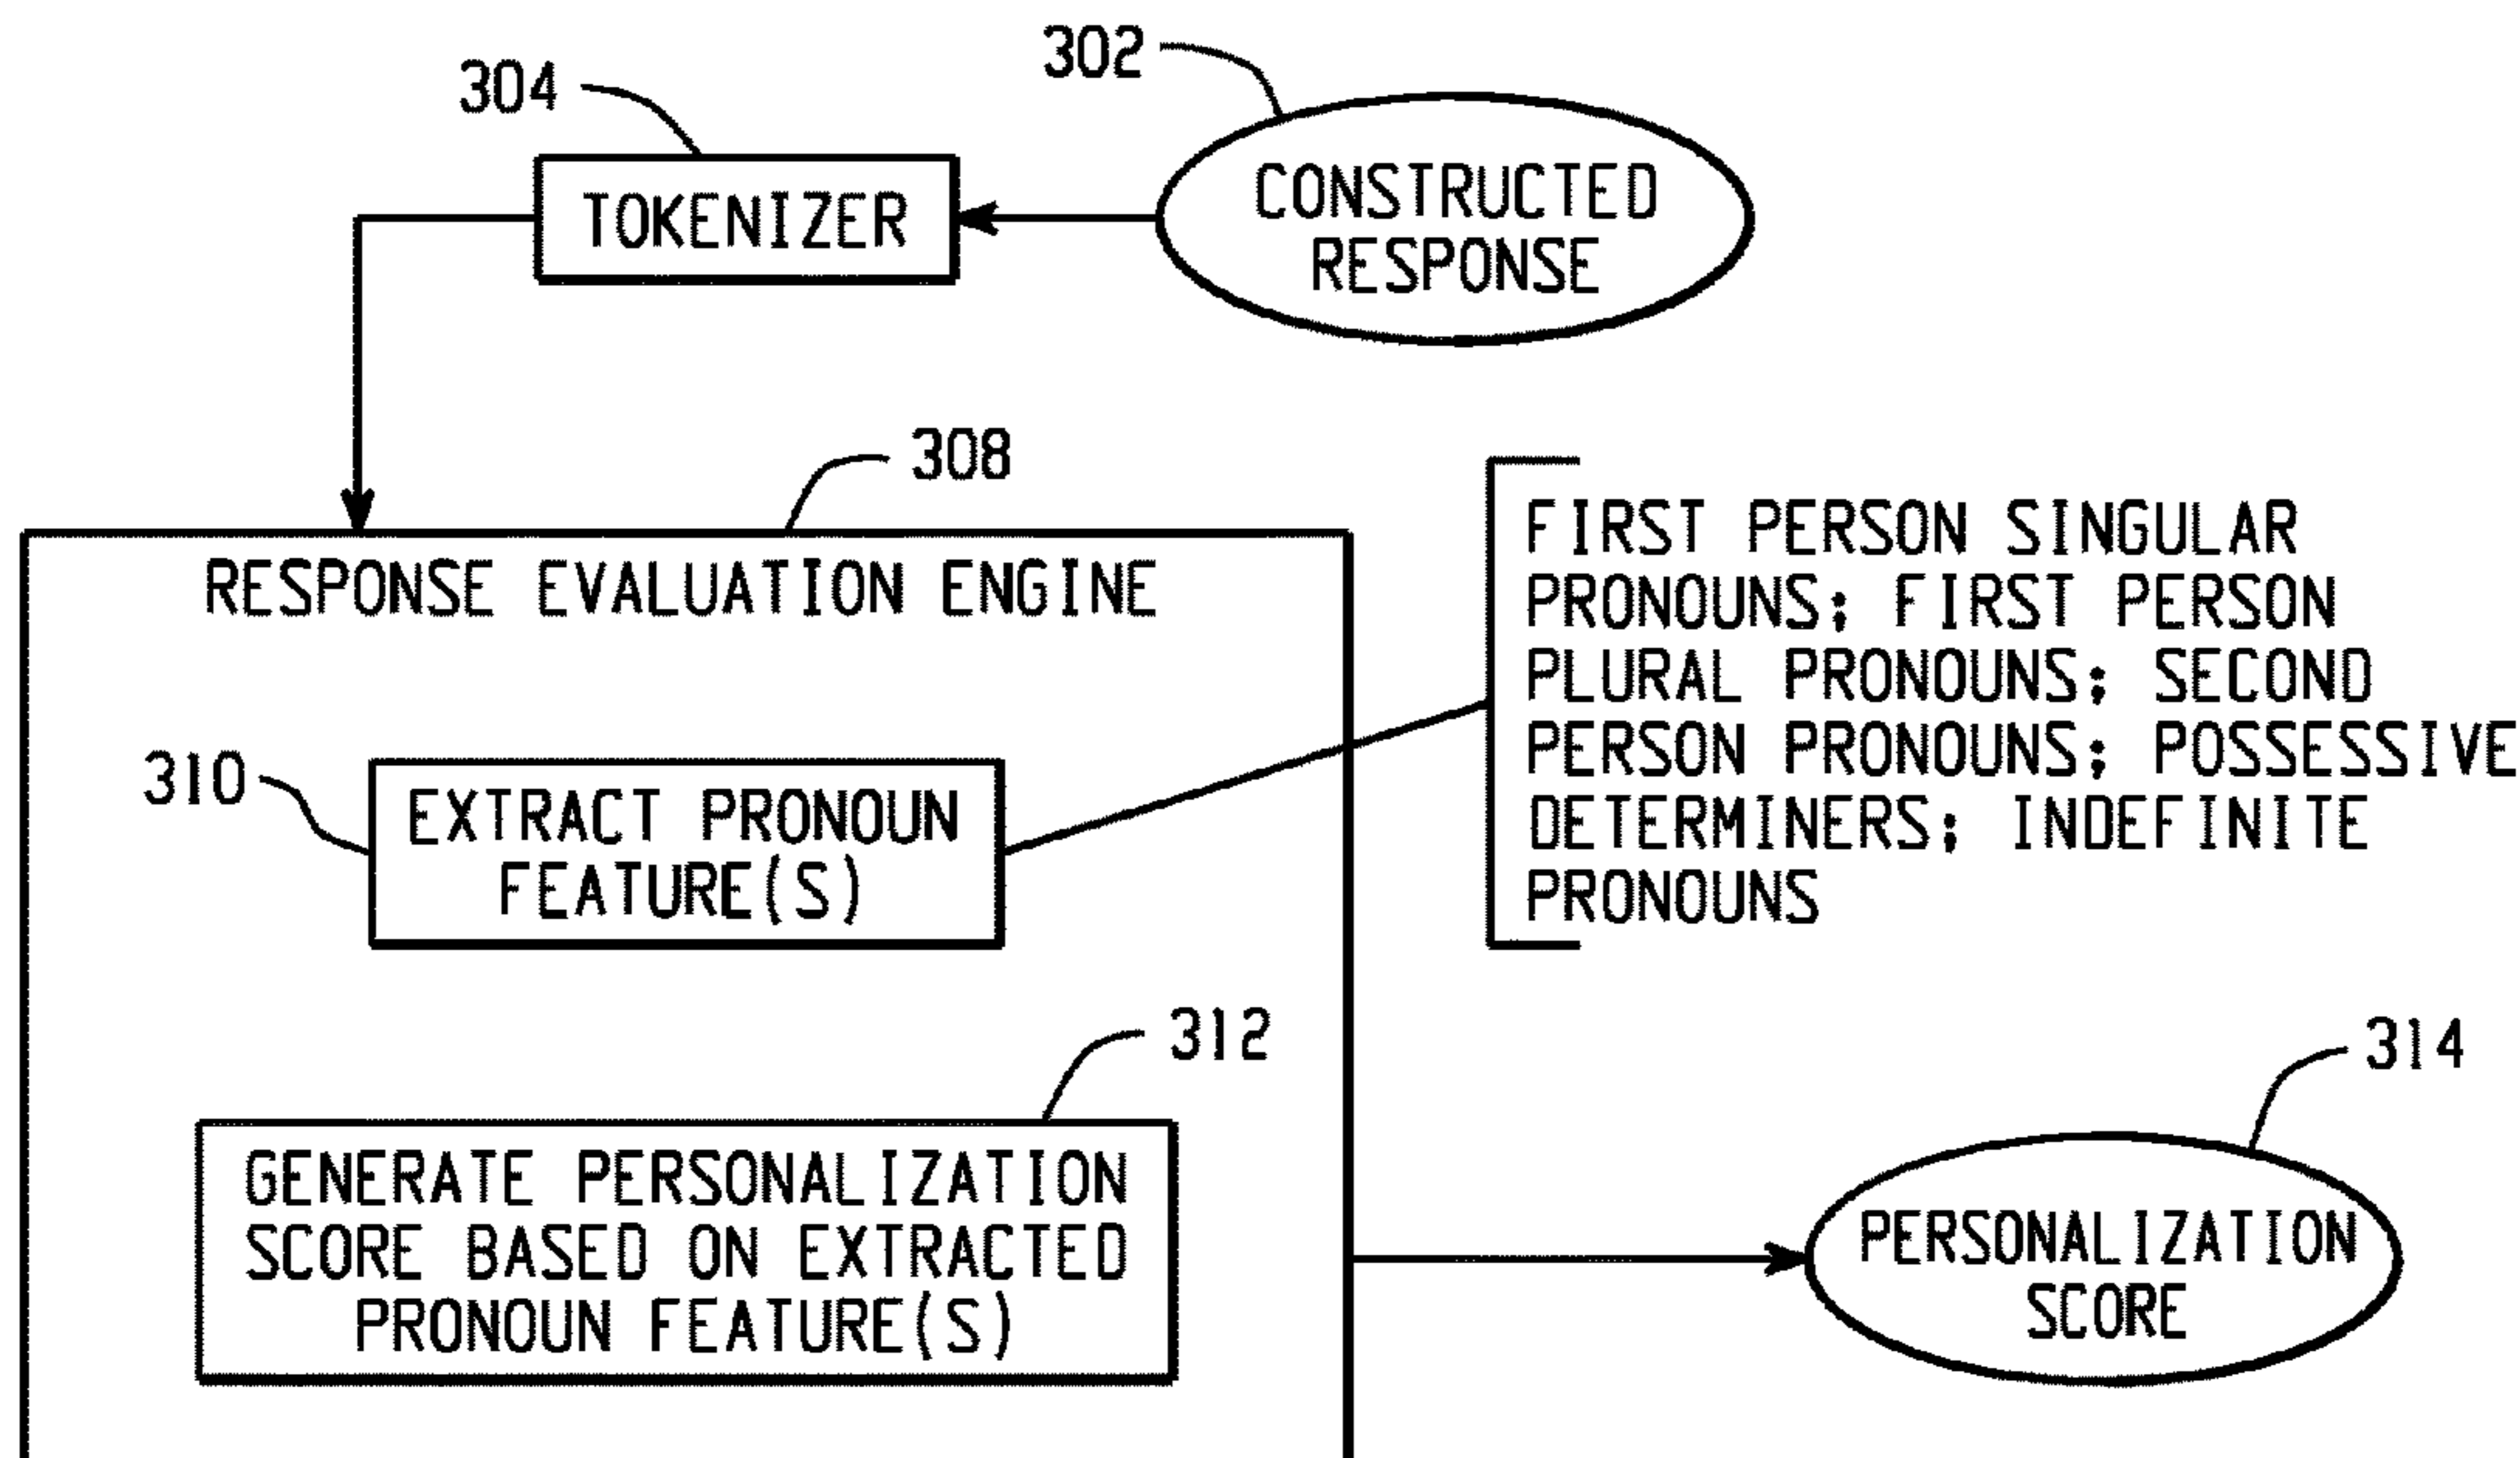 302
304
CONSTRUCTED
RESPONSE
TOKENIZER
308
RESPONSE EVALUATION ENGINE
FIRST PERSON SINGULAR
PRONOUNS; FIRST PERSON
PLURAL PRONOUNS; SECOND
PERSON PRONOUNS; POSSESSIVE
DETERMINERS; INDEFINITE
PRONOUNS
310
EXTRACT PRONOUN
FEATURE(S)
312
GENERATE PERSONALIZATION
SCORE BASED ON EXTRACTED
PRONOUN FEATURE(S)
314
PERSONALIZATION
SCORE